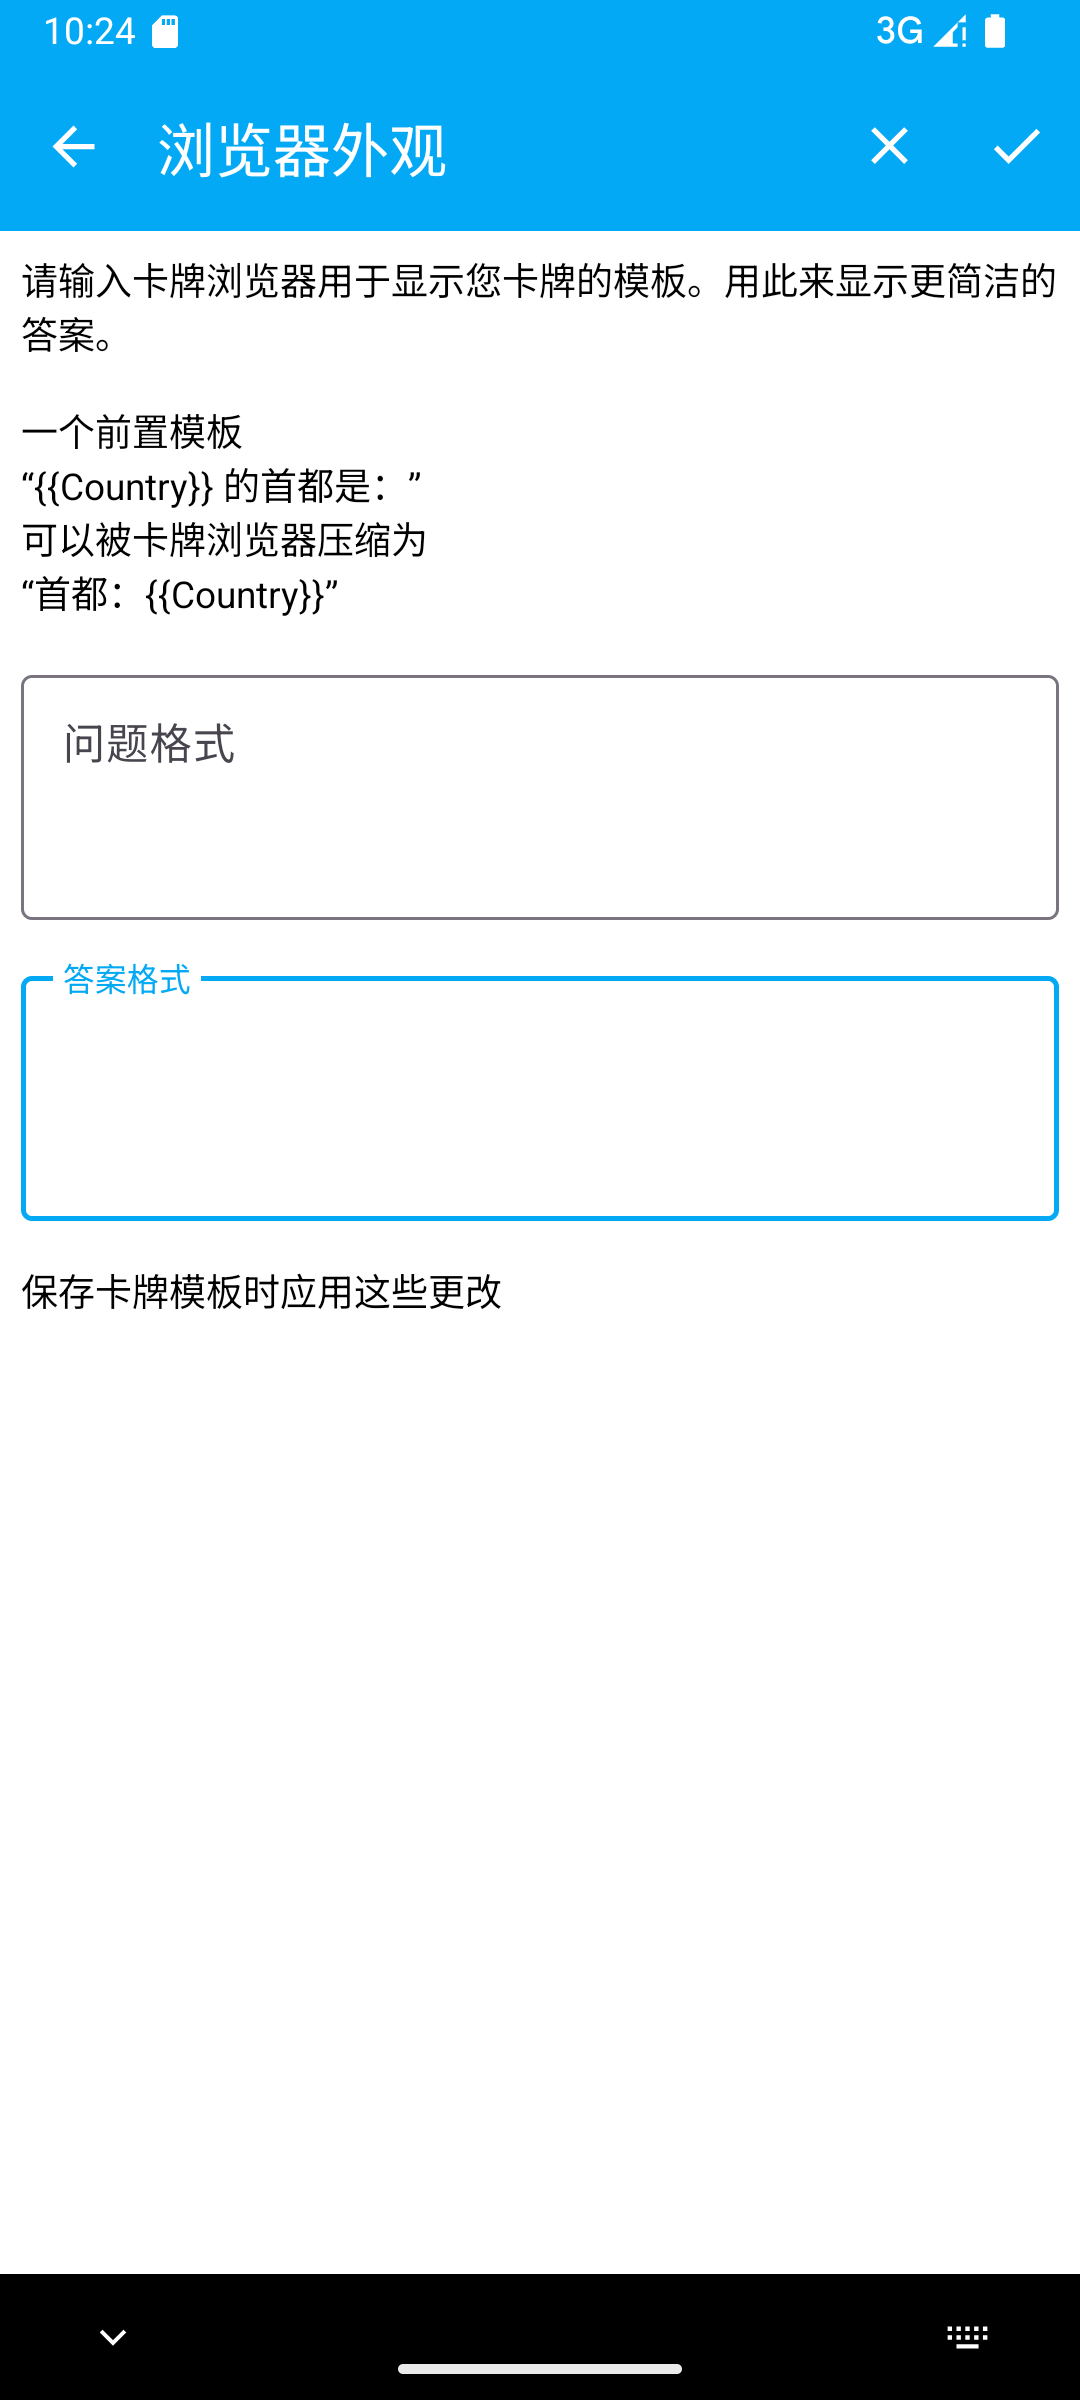 10:24
3G
浏览器外观
请输入卡牌浏览器用于显示您卡牌的模板。用此来显示更简洁的
答案。
一个前置模板
“{{Country}} 的首都是：”
可以被卡牌浏览器压缩为
“首都：{{Country}}”
问题格式
答案格式
保存卡牌模板时应用这些更改